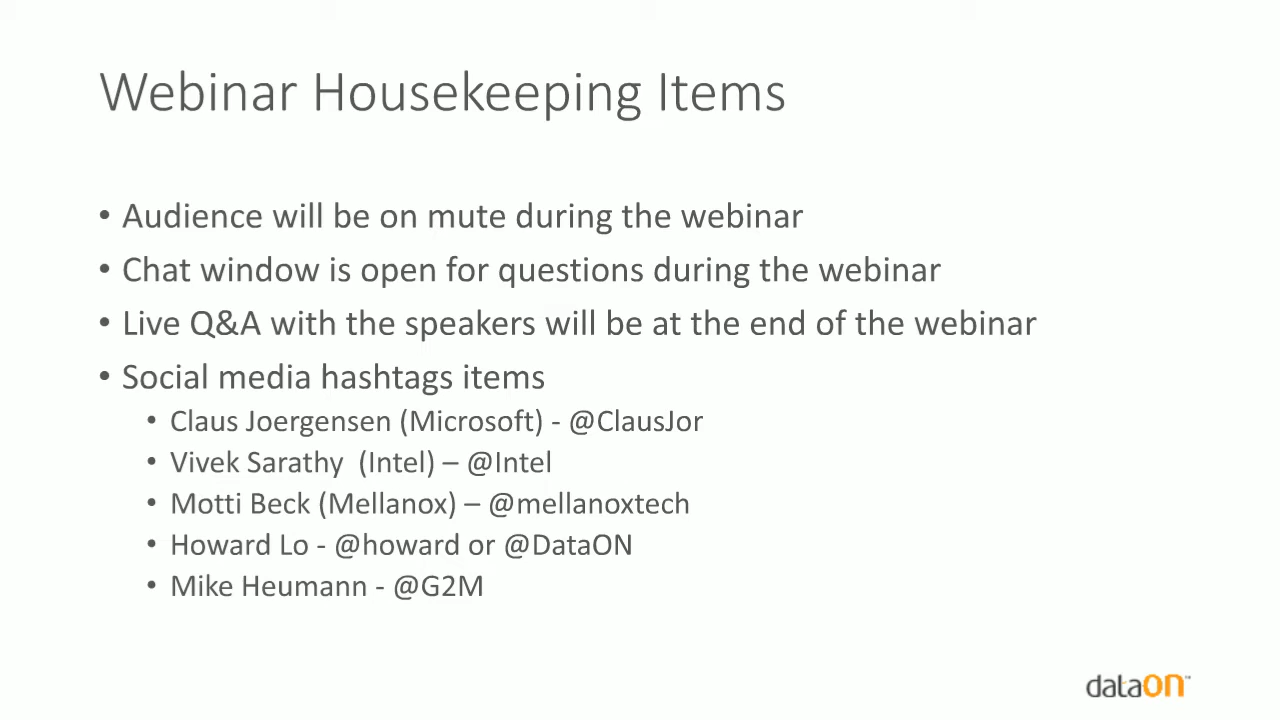 Webinar Housekeeping Items
• Audience will be on mute during the webinar
• Chat window is open for questions during the webinar
• Live Q&A with the speakers will be at the end of the webinar
• Social media hashtags items
• Claus Joergensen (Microsoft) - @ClausJor
• Vivek Sarathy  (Intel) – @Intel
• Motti Beck (Mellanox) – @mellanoxtech
• Howard Lo - @howard or @DataON
• Mike Heumann - @G2M
dataON™